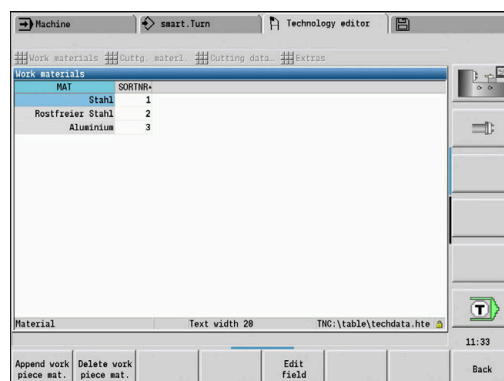 Machine smart.Turn Technology editor
Work materials Cuttg. materl. Cutting data… Extras
Work materials
MAT SORTNR
Stahl 1
Rostfreier Stahl 2
Aluminium 3
T
Material Text width 20 TNC:\table\techdata.hte
11:33
Append work piece mat. Delete work piece mat. Edit field Back